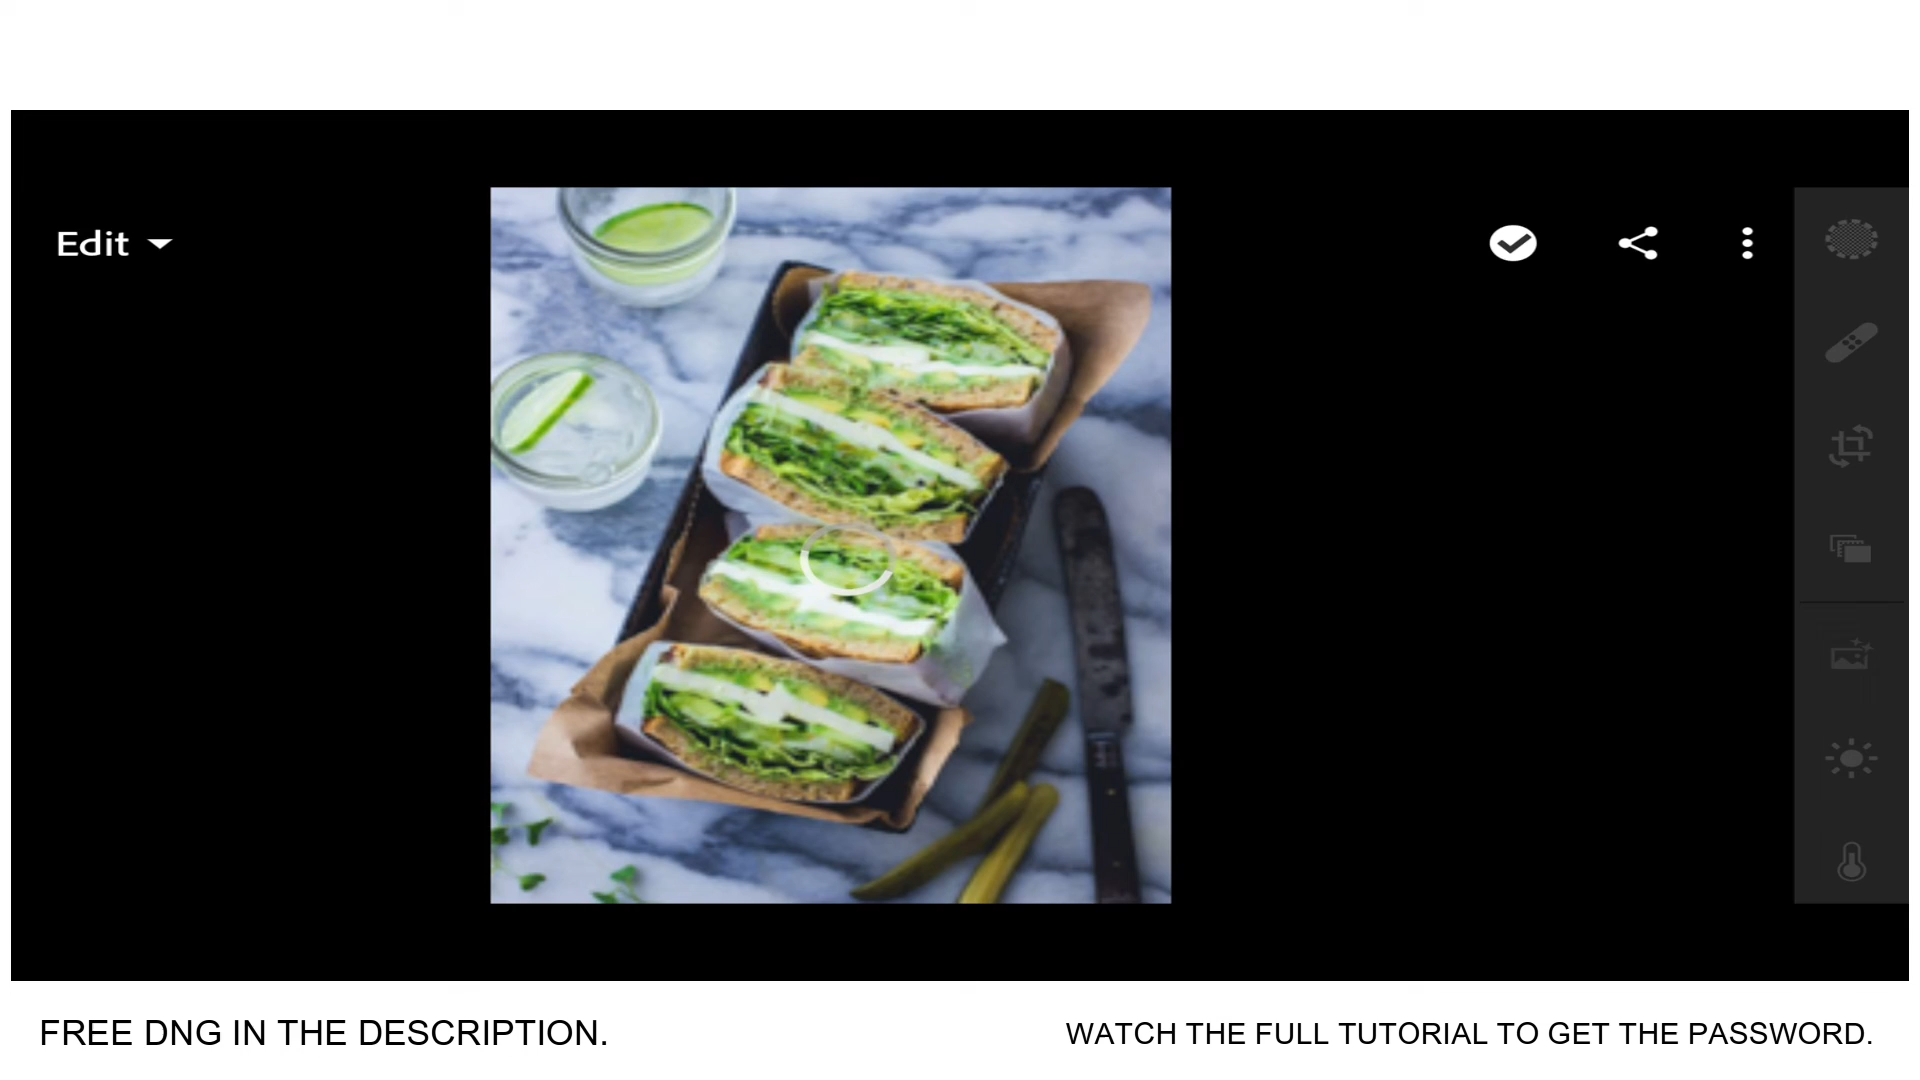 Edit
FREE DNG IN THE DESCRIPTION.
WATCH THE FULL TUTORIAL TO GET THE PASSWORD.